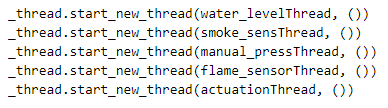 _thread.start_new_thread(water_levelThread, ())
_thread.start_new_thread(smoke_sensThread, ())
_thread.start_new_thread(manual_pressThread, ())
_thread.start_new_thread(flame_sensorThread, ())
_thread.start_new_thread(actuationThread, ())